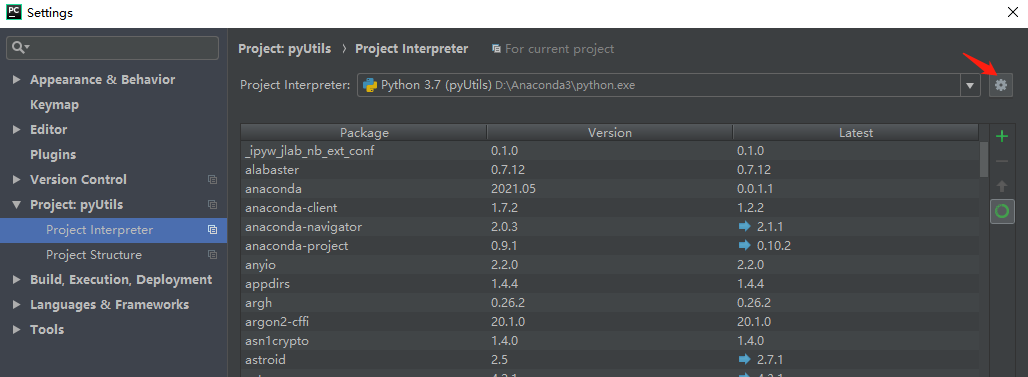 PC Settings
Project: pyUtils › Project Interpreter For current project
Appearance & Behavior
Keymap
Editor
Plugins
Version Control
Project: pyUtils
Project Interpreter
Project Structure
Build, Execution, Deployment
Languages & Frameworks
Tools
Project Interpreter: Python 3.7 (pyUtils) D:\Anaconda3\python.exe
Package Version Latest
_ipyw_jlab_nb_ext_conf 0.1.0 0.1.0
alabaster 0.7.12 0.7.12
anaconda 2021.05 0.0.1.1
anaconda-client 1.7.2 1.2.2
anaconda-navigator 2.0.3 2.1.1
anaconda-project 0.9.1 0.10.2
anyio 2.2.0 2.2.0
appdirs 1.4.4 1.4.4
argh 0.26.2 0.26.2
argon2-cffi 20.1.0 20.1.0
asn1crypto 1.4.0 1.4.0
astroid 2.5 2.7.1